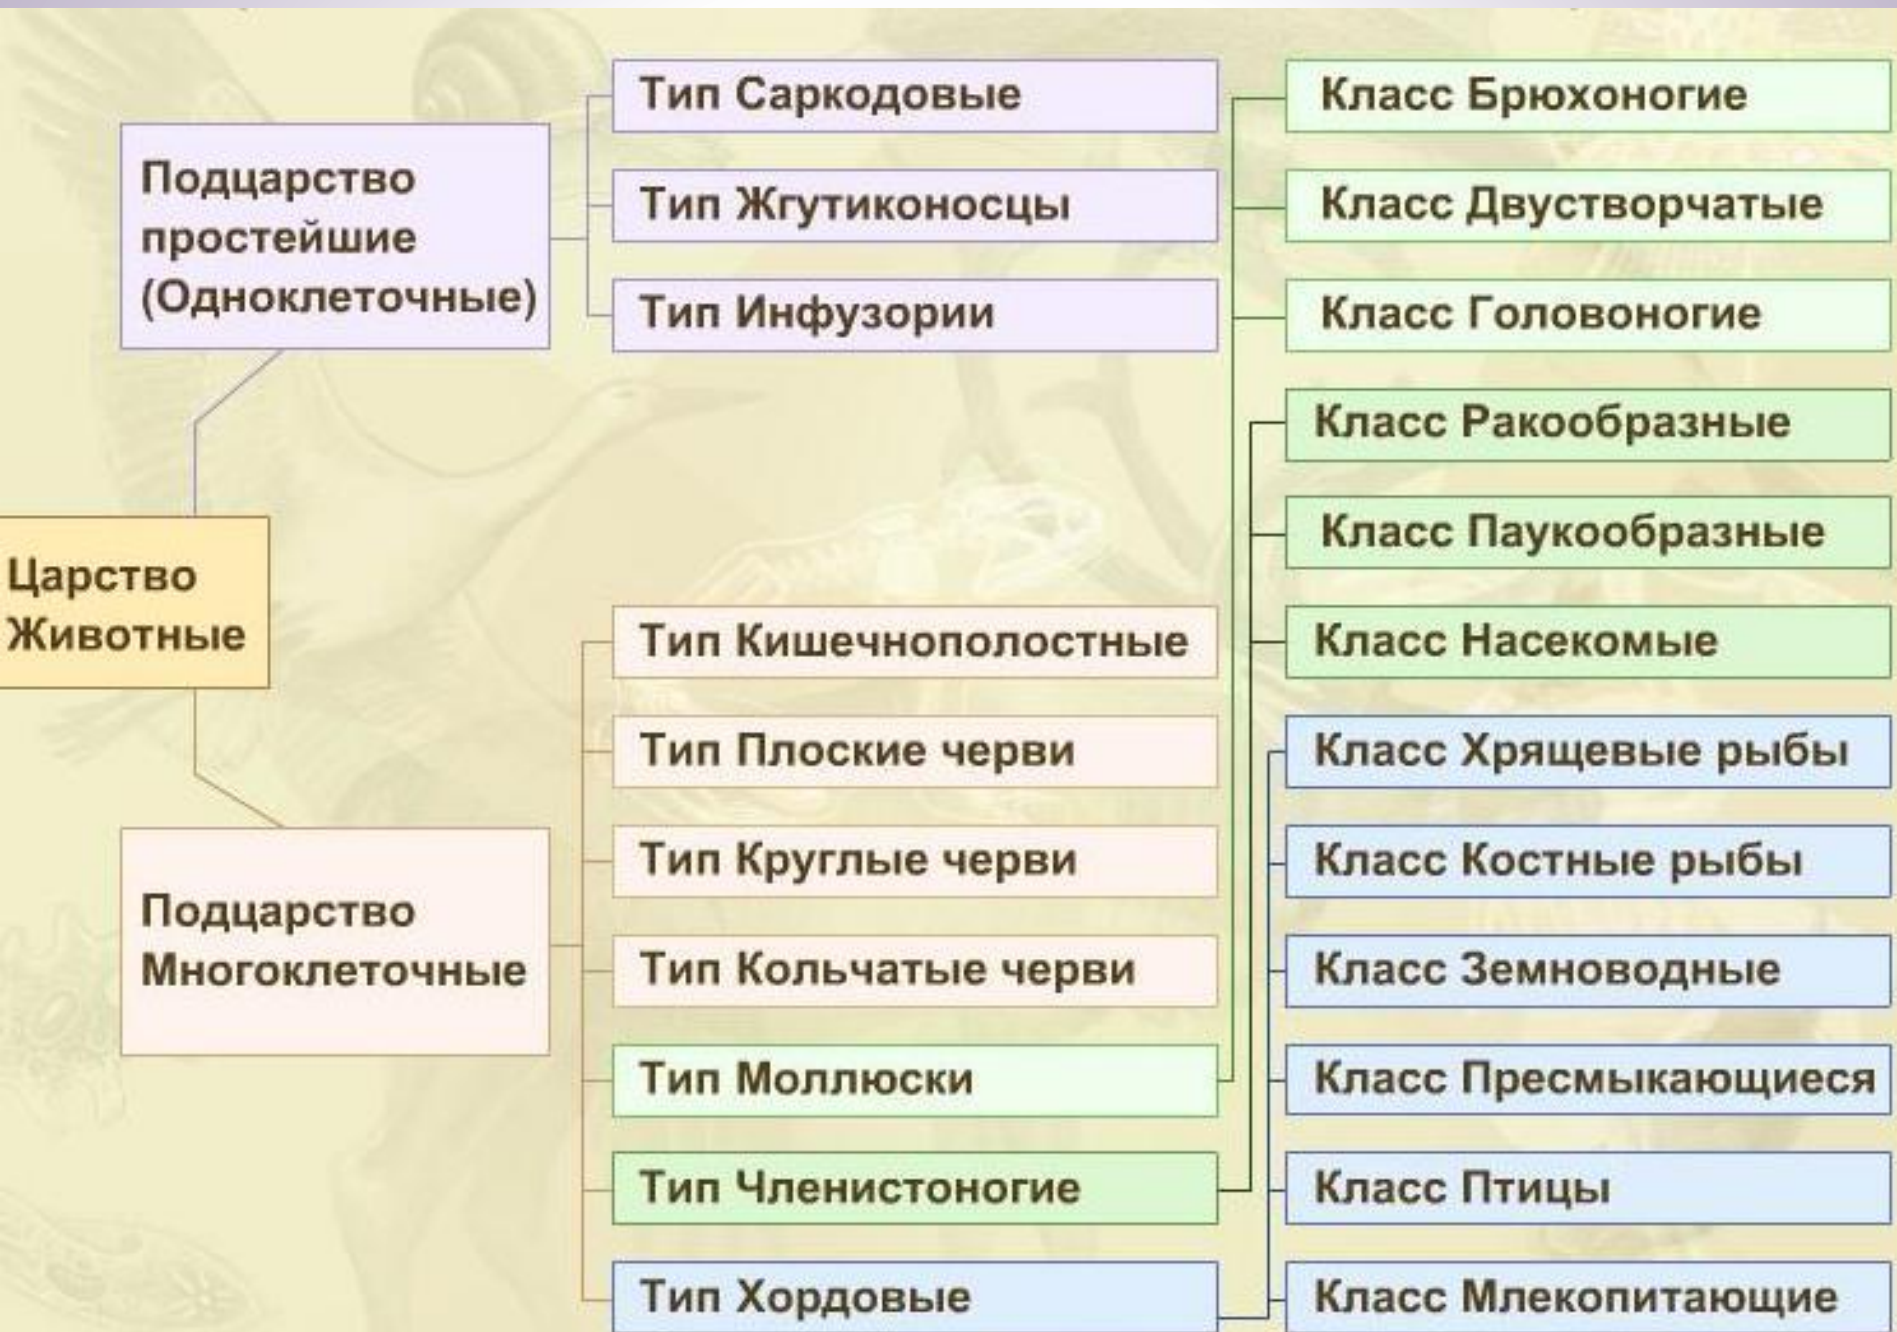 Царство
Животные
Подцарство
простейшие
(Одноклеточные)
Тип Саркодовые
Тип Жгутиконосцы
Тип Инфузории
Подцарство
Многоклеточные
Тип Кишечнополостные
Тип Плоские черви
Тип Круглые черви
Тип Кольчатые черви
Тип Моллюски
Тип Членистоногие
Тип Хордовые
Класс Брюхоногие
Класс Двустворчатые
Класс Головоногие
Класс Ракообразные
Класс Паукообразные
Класс Насекомые
Класс Хрящевые рыбы
Класс Костные рыбы
Класс Земноводные
Класс Пресмыкающиеся
Класс Птицы
Класс Млекопитающие